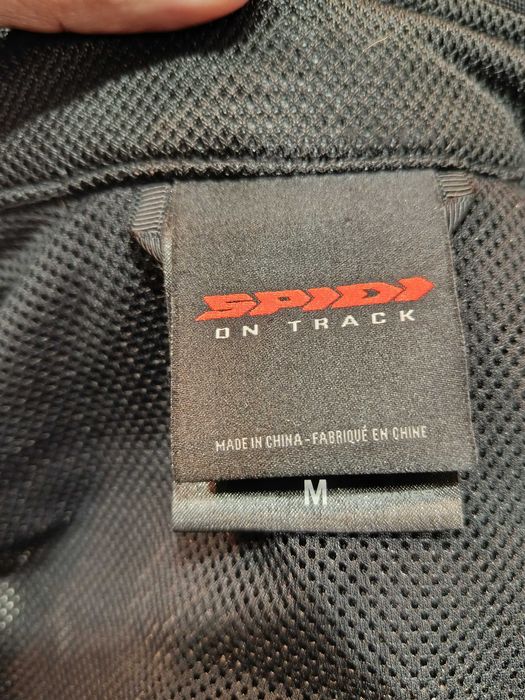 SPIDI
ON TRACK
MADE IN CHINA - FABRIQUÉ EN CHINE
M